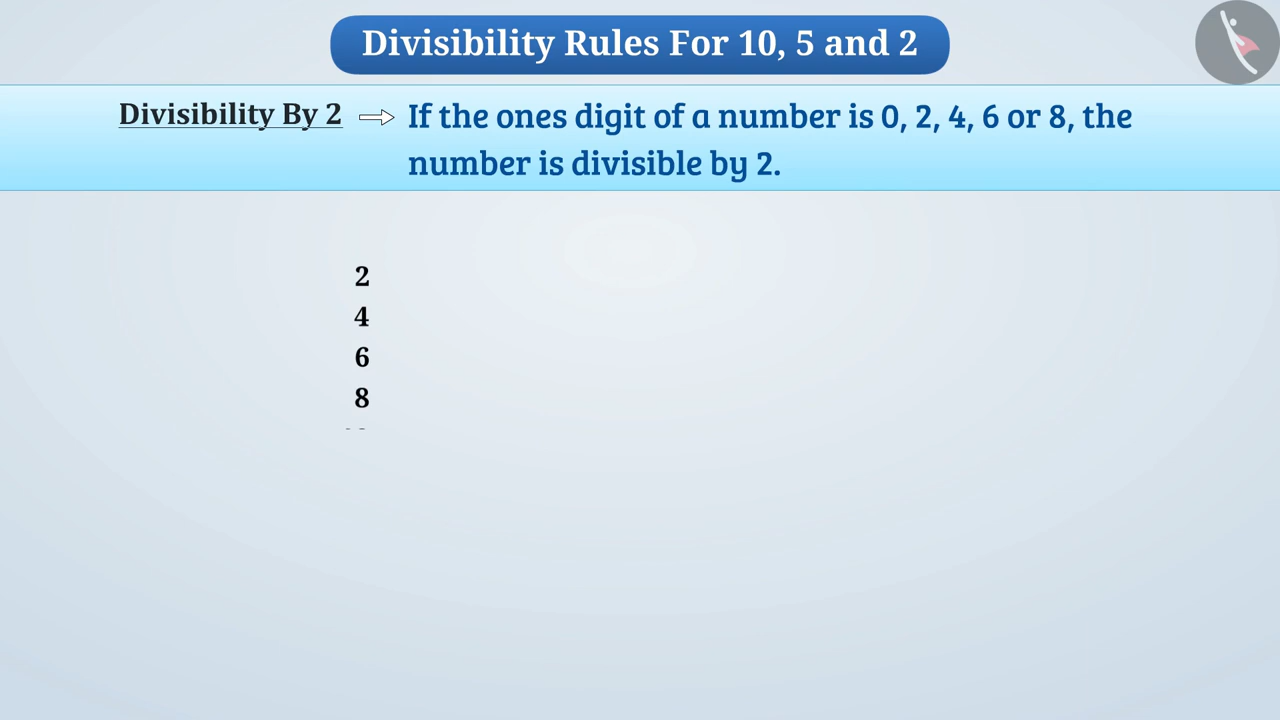 Divisibility Rules For 10, 5 and 2
Divisibility By 2 ⇨ If the ones digit of a number is 0, 2, 4, 6 or 8, the
number is divisible by 2.
2
4
6
8